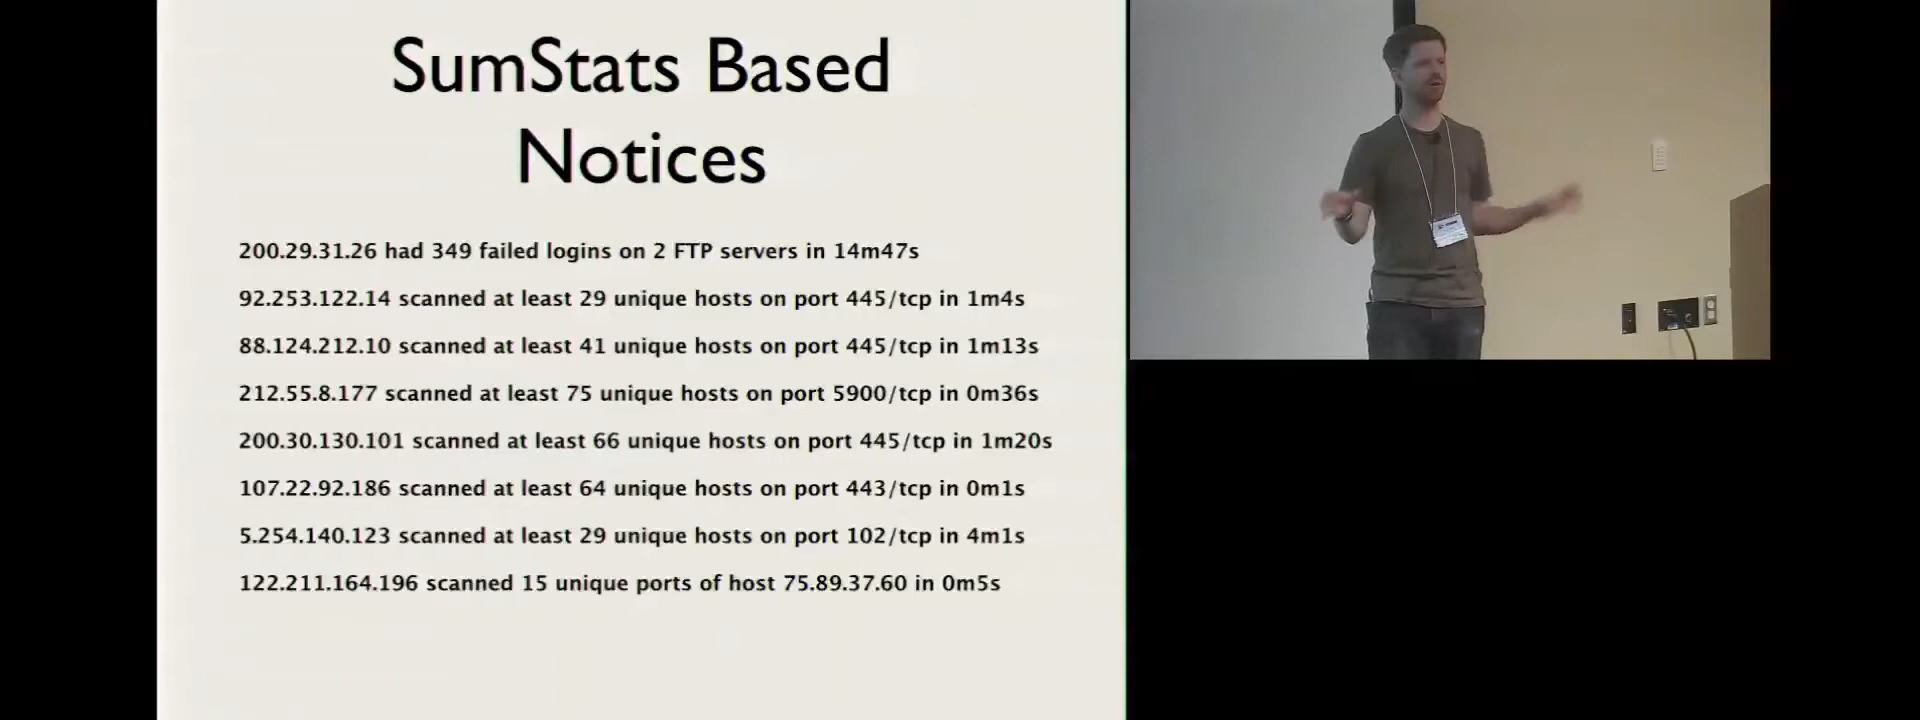 SumStats Based
Notices
200.29.31.26 had 349 failed logins on 2 FTP servers in 14m47s
92.253.122.14 scanned at least 29 unique hosts on port 445/tcp in 1m4s
88.124.212.10 scanned at least 41 unique hosts on port 445/tcp in 1m13s
212.55.8.177 scanned at least 75 unique hosts on port 5900/tcp in 0m36s
200.30.130.101 scanned at least 66 unique hosts on port 445/tcp in 1m20s
107.22.92.186 scanned at least 64 unique hosts on port 443/tcp in 0m1s
5.254.140.123 scanned at least 29 unique hosts on port 102/tcp in 4m1s
122.211.164.196 scanned 15 unique ports of host 75.89.37.60 in 0m5s